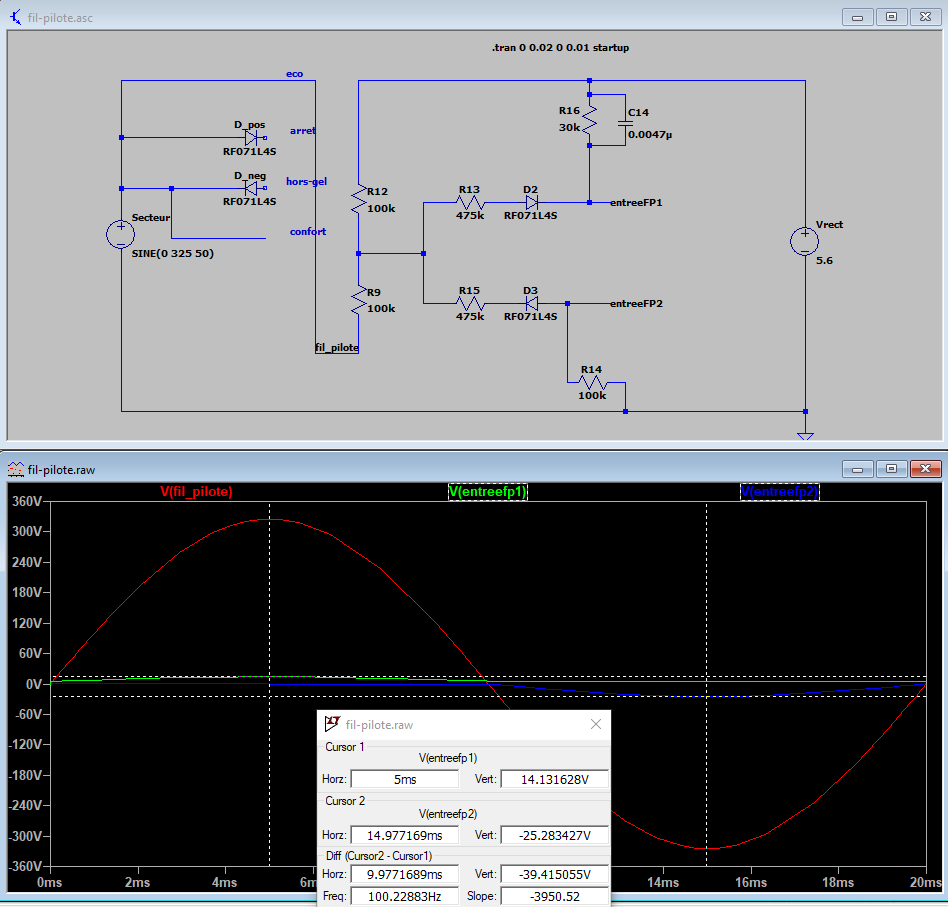 fil-pilote.asc
.tran 0 0.02 0 0.01 startup
eco
D_pos
arret
RF071L4S
D_neg
hors-gel
RF071L4S
Secteur
confort
SINE(0 325 50)
fil_pilote
R12
100k
R9
100k
R13
475k
D2
RF071L4S
R16
30k
C14
0.0047µ
entreeFP1
R15
475k
D3
RF071L4S
entreeFP2
R14
100k
Vrect
5.6
fil-pilote.raw
V(fil_pilote)
V(entreefp1)
V(entreefp2)
360V
300V
240V
180V
120V
60V
0V
-60V
-120V
-180V
-240V
-300V
-360V
0ms
2ms
4ms
6m
14ms
16ms
18ms
20ms
fil-pilote.raw
Cursor 1
V(entreefp1)
Horz: 5ms Vert: 14.131628V
Cursor 2
V(entreefp2)
Horz: 14.977169ms Vert: -25.283427V
Diff (Cursor2 - Cursor1)
Horz: 9.9771689ms Vert: -39.415055V
Freq: 100.22883Hz Slope: -3950.52